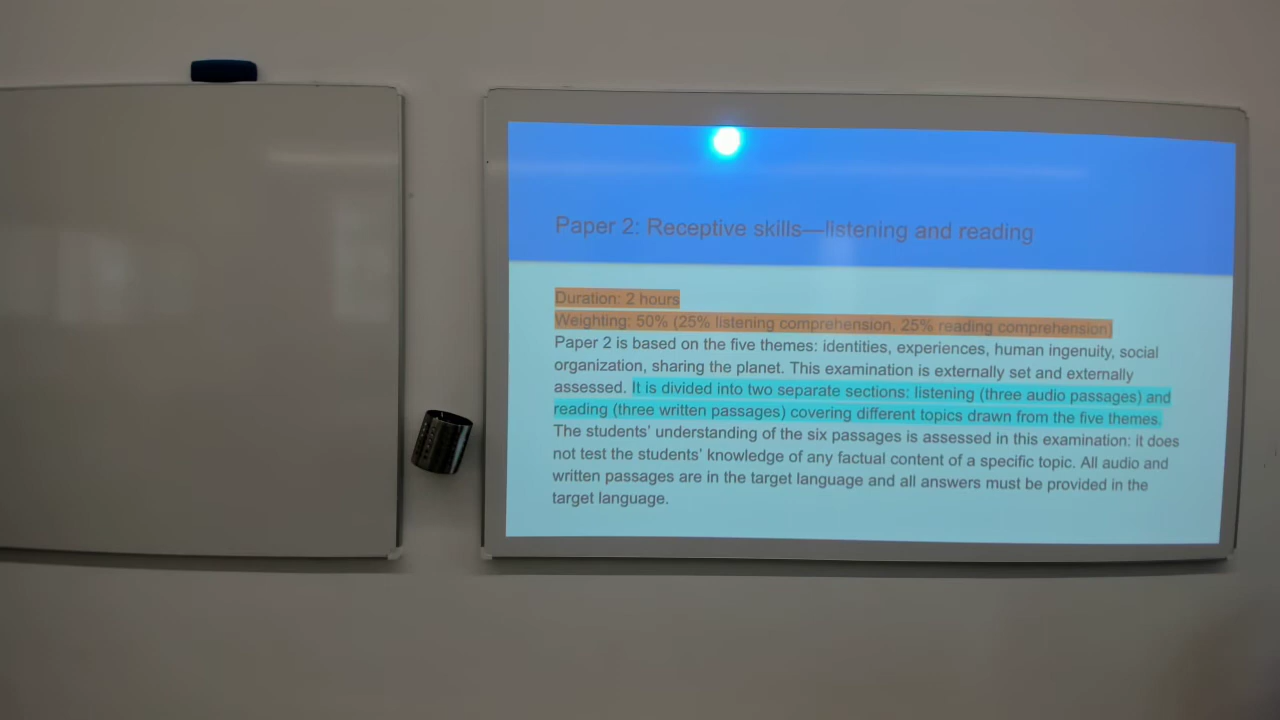 Paper 2: Receptive skills—listening and reading
Duration: 2 hours
Weighting: 50% (25% listening comprehension, 25% reading comprehension)
Paper 2 is based on the five themes: identities, experiences, human ingenuity, social
organization, sharing the planet. This examination is externally set and externally
assessed. It is divided into two separate sections: listening (three audio passages) and
reading (three written passages) covering different topics drawn from the five themes.
The students’ understanding of the six passages is assessed in this examination: it does
not test the students’ knowledge of any factual content of a specific topic. All audio and
written passages are in the target language and all answers must be provided in the
target language.